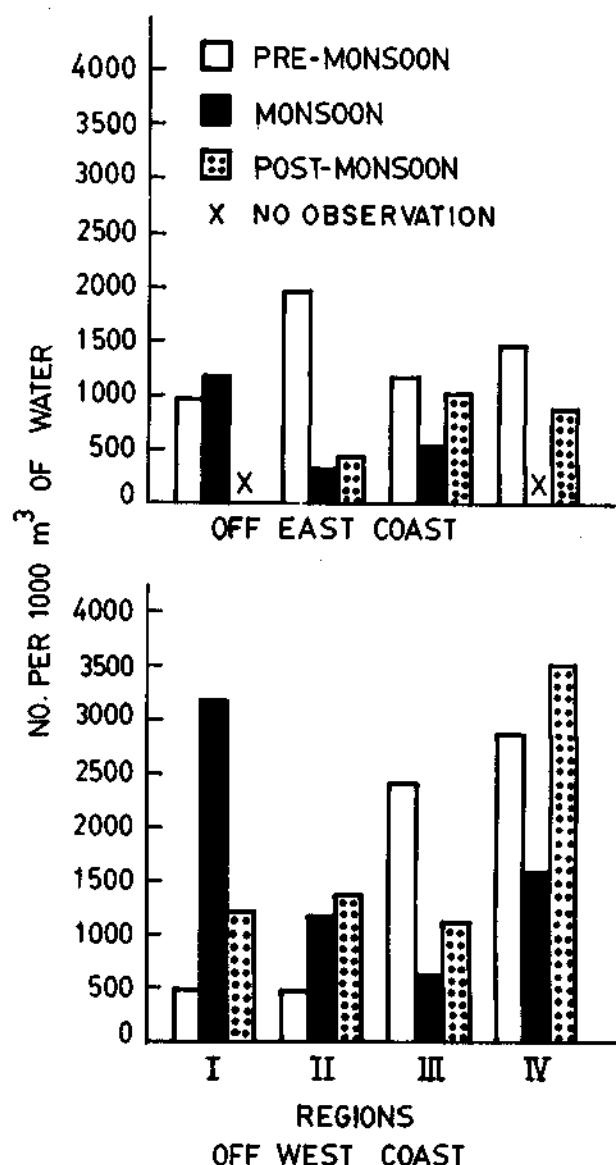 PRE-MONSOON
MONSOON
POST-MONSOON
X NO OBSERVATION
4000
3500
3000
2500
2000
1500
1000
500
0
X
X
OFF EAST COAST
NO. PER 1000 m³ OF WATER
4000
3500
3000
2500
2000
1500
1000
500
0
I II III IV
REGIONS
OFF WEST COAST